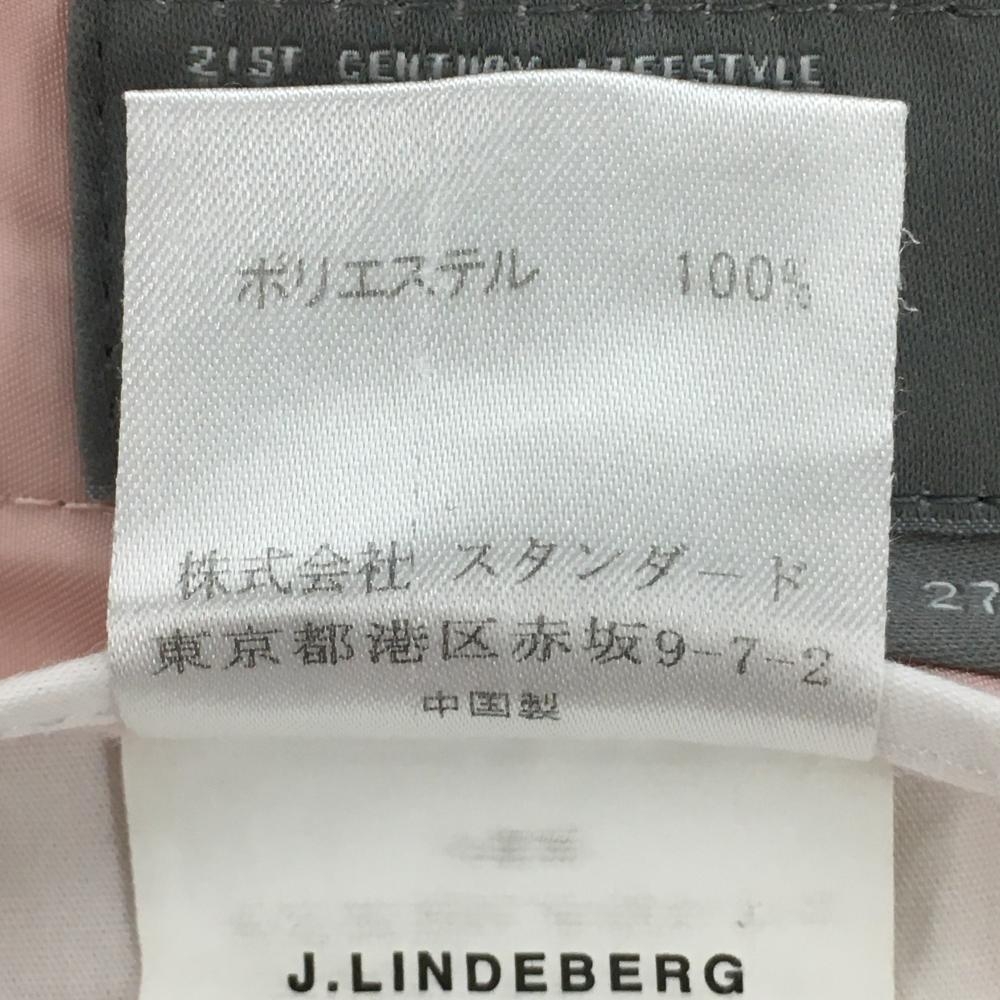 21ST CENTURY LIFESTYLE
ポリエステル 100%
27
株式会社 スタンダード
東京都港区赤坂9-7-2
中国製
J.LINDEBERG